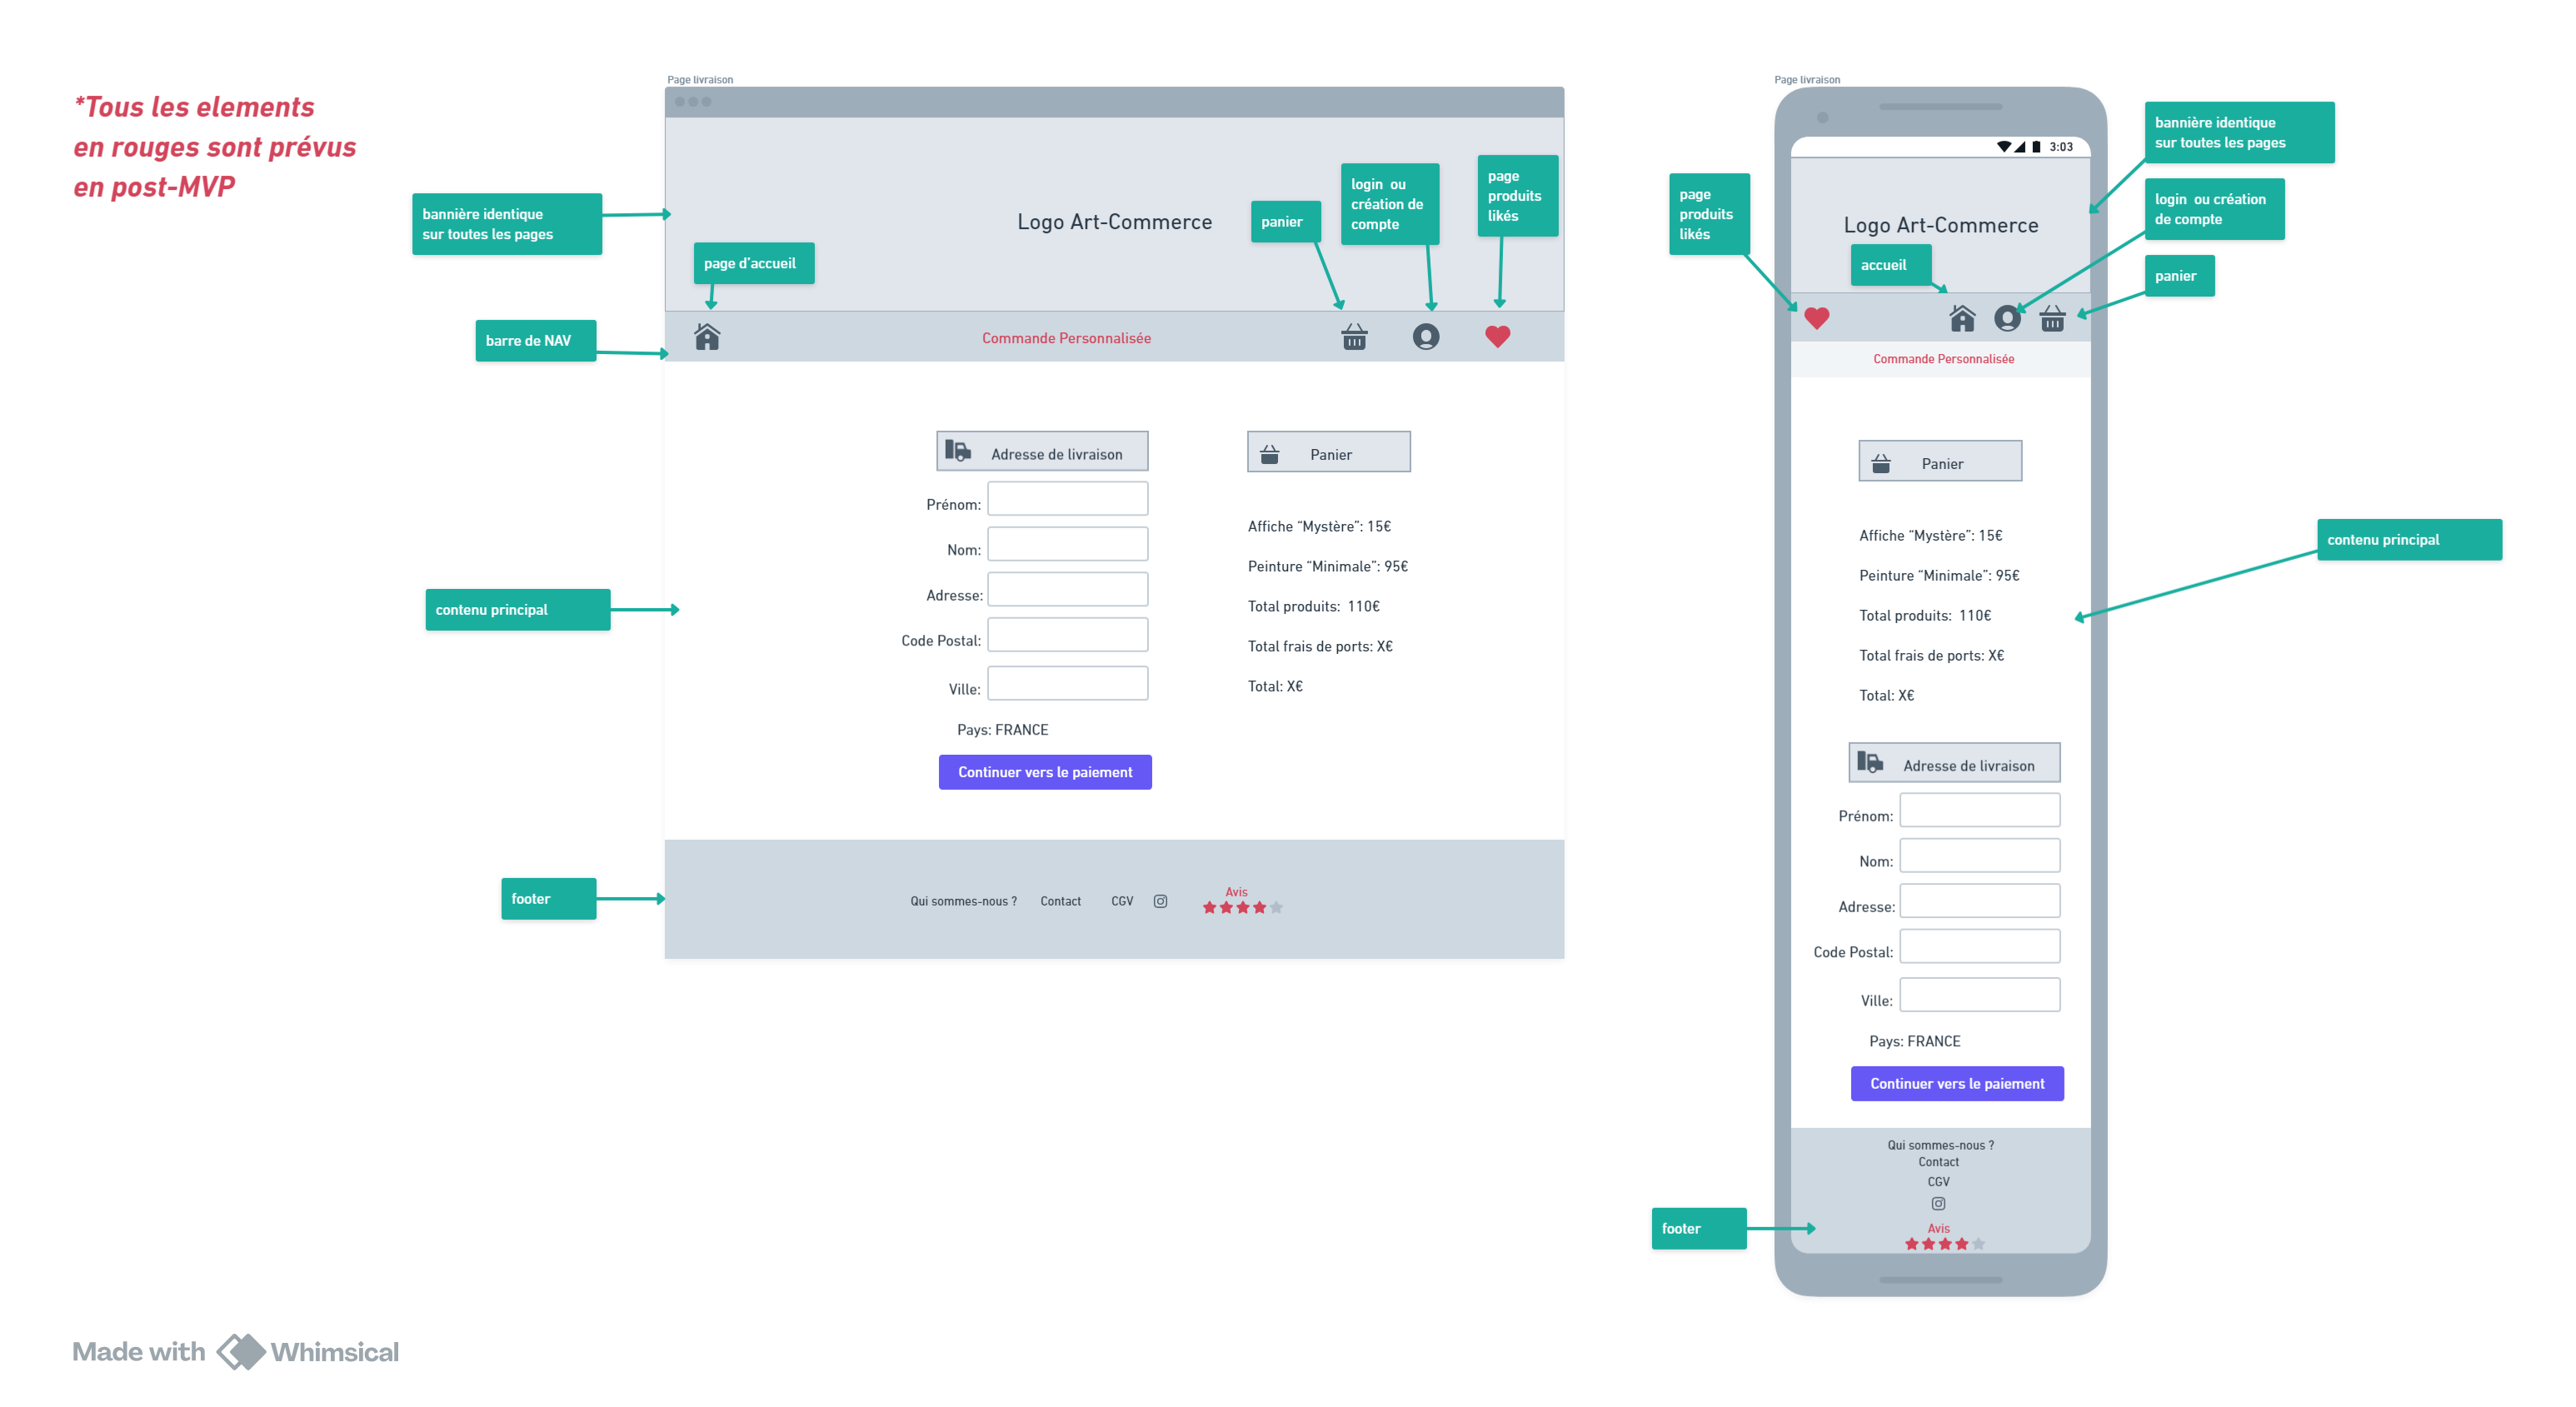 *Tous les elements
en rouges sont prévus
en post-MVP
Page livraison
bannière identique
sur toutes les pages
Logo Art-Commerce
page d'accueil
panier
login ou
création de
compte
page
produits
likés
barre de NAV
Commande Personnalisée
contenu principal
Adresse de livraison
Prénom:
Nom:
Adresse:
Code Postal:
Ville:
Pays: FRANCE
Continuer vers le paiement
Panier
Affiche “Mystère”: 15€
Peinture “Minimale”: 95€
Total produits: 110€
Total frais de ports: X€
Total: X€
footer
Qui sommes-nous ?
Contact
CGV
Avis
Page livraison
3:03
bannière identique
sur toutes les pages
page
produits
likés
Logo Art-Commerce
login ou création
de compte
accueil
panier
Commande Personnalisée
Panier
Affiche “Mystère”: 15€
Peinture “Minimale”: 95€
Total produits: 110€
Total frais de ports: X€
Total: X€
contenu principal
Adresse de livraison
Prénom:
Nom:
Adresse:
Code Postal:
Ville:
Pays: FRANCE
Continuer vers le paiement
Qui sommes-nous ?
Contact
CGV
Avis
footer
Made with Whimsical